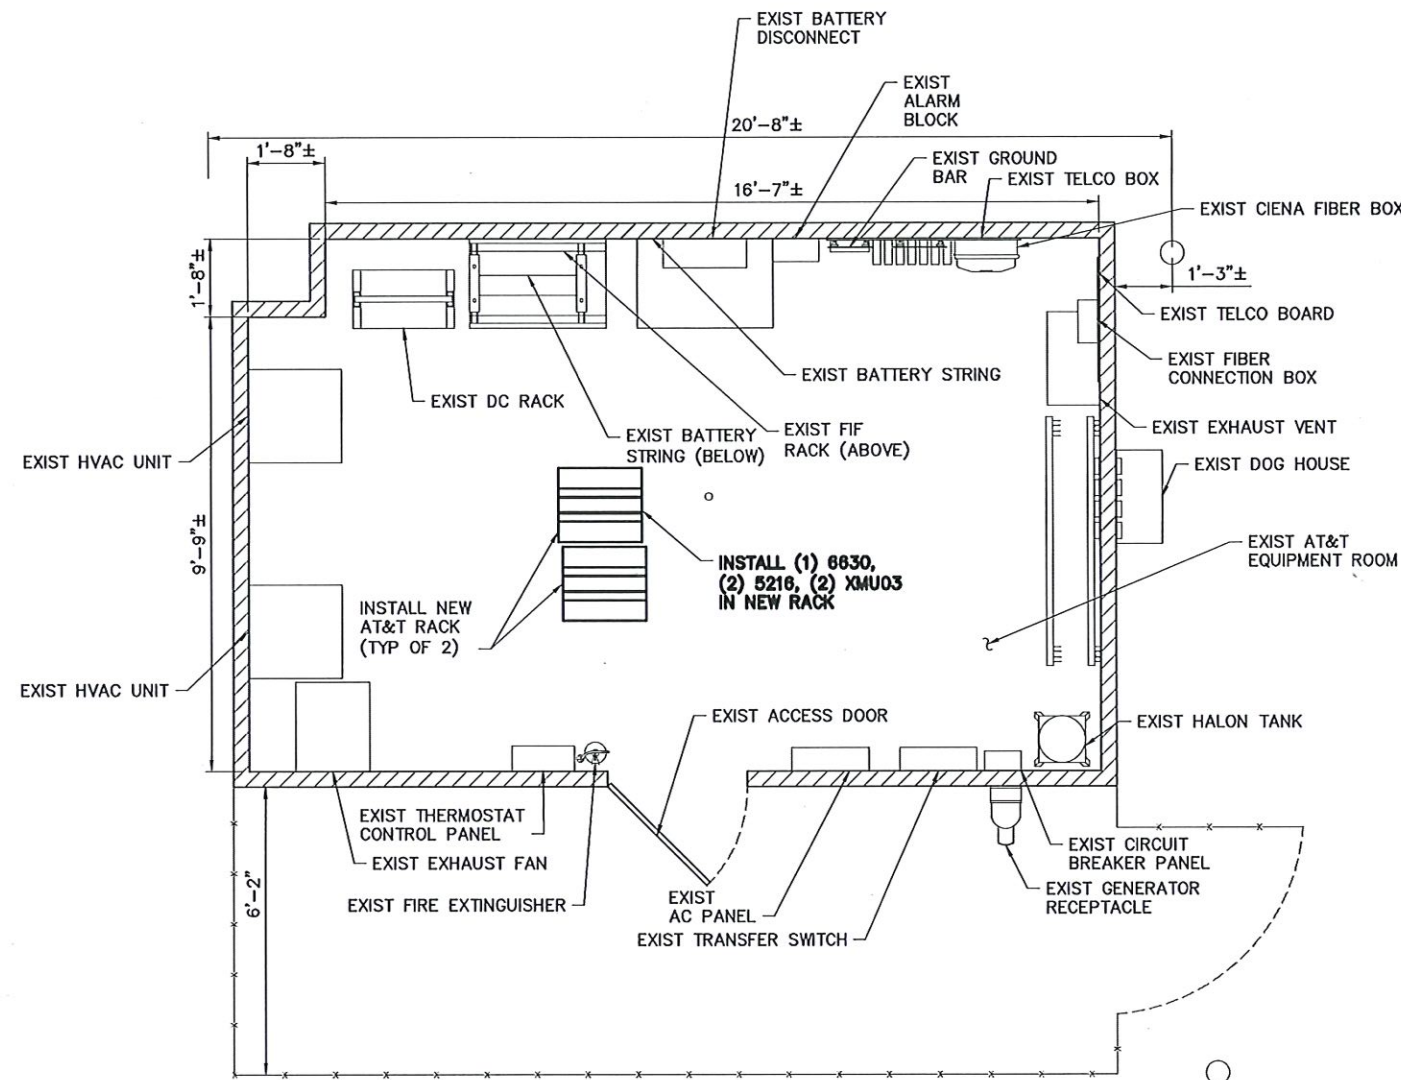 EXIST BATTERY
DISCONNECT
EXIST
ALARM
BLOCK
20'-8"±
1'-8"±
EXIST GROUND
BAR
EXIST TELCO BOX
16'-7"±
EXIST CIENA FIBER BOX
1'-8"±
1'-3"±
EXIST TELCO BOARD
EXIST FIBER
CONNECTION BOX
EXIST BATTERY STRING
EXIST DC RACK
EXIST BATTERY
STRING (BELOW)
EXIST FIF
RACK (ABOVE)
EXIST EXHAUST VENT
EXIST HVAC UNIT
EXIST DOG HOUSE
9'-9"±
EXIST AT&T
EQUIPMENT ROOM
INSTALL (1) 6630,
(2) 5216, (2) XMU03
IN NEW RACK
INSTALL NEW
AT&T RACK
(TYP OF 2)
EXIST HVAC UNIT
EXIST ACCESS DOOR
EXIST HALON TANK
EXIST THERMOSTAT
CONTROL PANEL
EXIST EXHAUST FAN
EXIST CIRCUIT
BREAKER PANEL
6'-2"
EXIST FIRE EXTINGUISHER
EXIST
AC PANEL
EXIST GENERATOR
RECEPTACLE
EXIST TRANSFER SWITCH